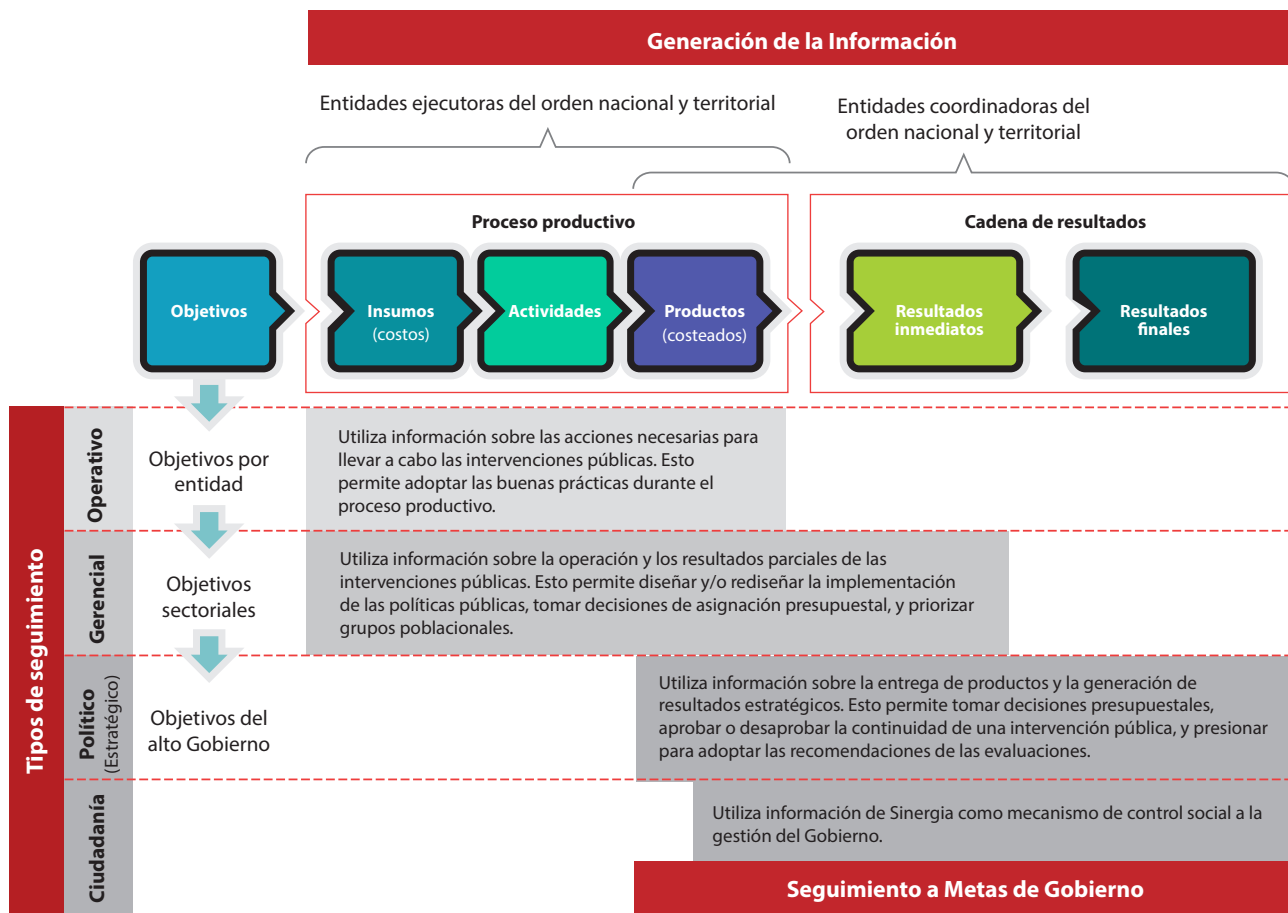 Generación de la Información
Entidades ejecutoras del orden nacional y territorial
Entidades coordinadoras del
orden nacional y territorial
Proceso productivo
Cadena de resultados
Objetivos
Insumos
(costos)
Actividades
Productos
(costeados)
Resultados
inmediatos
Resultados
finales
Tipos de seguimiento
Operativo
Objetivos por
entidad
Utiliza información sobre las acciones necesarias para
llevar a cabo las intervenciones públicas. Esto
permite adoptar las buenas prácticas durante el
proceso productivo.
Gerencial
Objetivos
sectoriales
Utiliza información sobre la operación y los resultados parciales de las
intervenciones públicas. Esto permite diseñar y/o rediseñar la implementación
de las políticas públicas, tomar decisiones de asignación presupuestal, y priorizar
grupos poblacionales.
Político
(Estratégico)
Objetivos del
alto Gobierno
Utiliza información sobre la entrega de productos y la generación de
resultados estratégicos. Esto permite tomar decisiones presupuestales,
aprobar o desaprobar la continuidad de una intervención pública, y presionar
para adoptar las recomendaciones de las evaluaciones.
Ciudadanía
Utiliza información de Sinergia como mecanismo de control social a la
gestión del Gobierno.
Seguimiento a Metas de Gobierno